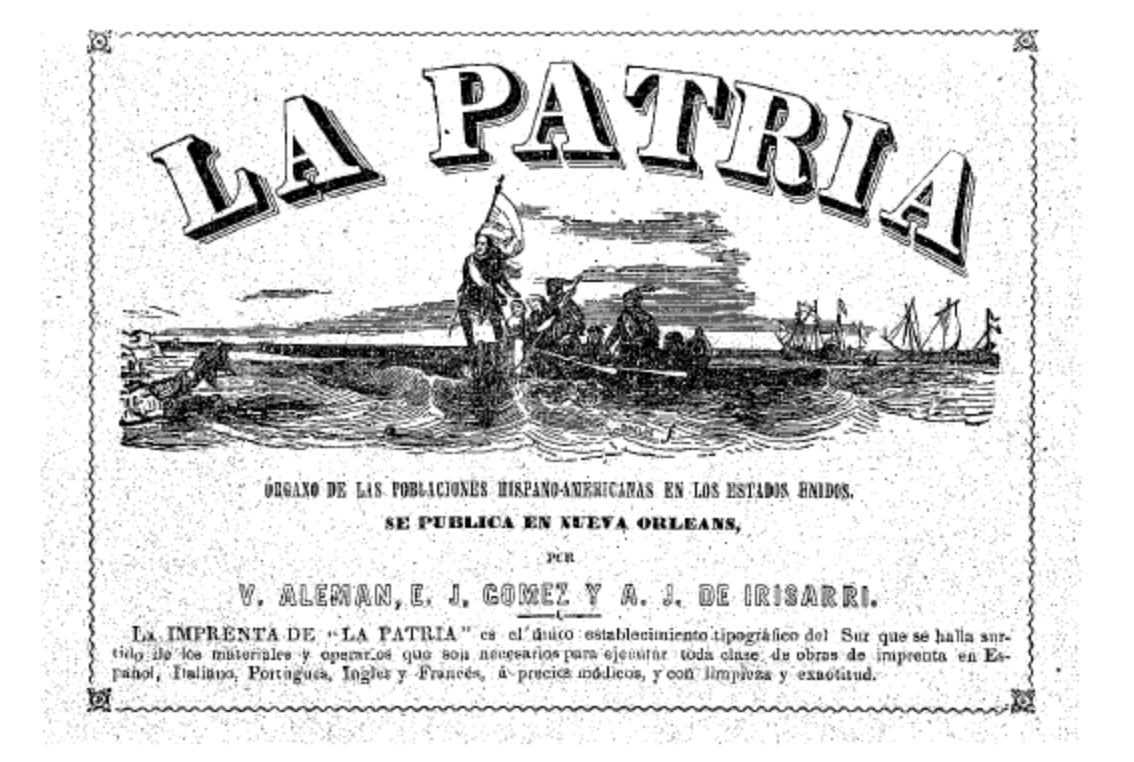 LA PATRIA
ÓRGANO DE LAS POBLACIONES HISPANO-AMERICANAS EN LOS ESTADOS UNIDOS.
SE PUBLICA EN NUEVA ORLEANS,
POR
V. ALEMAN, E. J. GOMEZ Y A. J. DE IRISARRI.
LA IMPRENTA DE "LA PATRIA" es el único establecimiento tipográfico del Sur que se halla sur-
tido de los materiales y operarios que son necesarios para ejecutar toda clase de obras de imprenta en Es-
pañol, Italiano, Portugues, Ingles y Francés, á precios módicos, y con limpieza y exactitud.